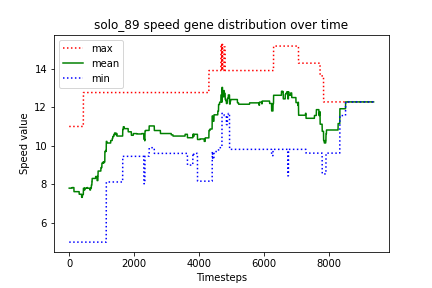 solo_89 speed gene distribution over time
max
mean
min
Speed value
14
12
10
8
6
0
2000
4000
6000
8000
Timesteps